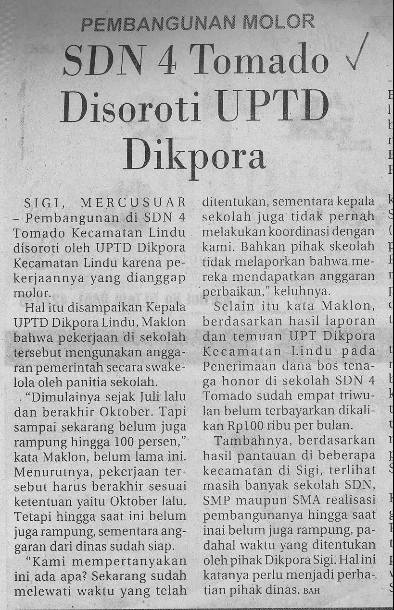 PEMBANGUNAN MOLOR
SDN 4 Tomado
Disoroti UPTD
Dikpora
SIGI, MERCUSUAR
– Pembangunan di SDN 4
Tomado Kecamatan Lindu
disoroti oleh UPTD Dikpora
Kecamatan Lindu karena pe-
kerjaannya yang dianggap
molor.
Hal itu disampaikan Kepala
UPTD Dikpora Lindu, Maklon
bahwa pekerjaan di sekolah
tersebut mengunakan angga-
ran pemerintah secara swake-
lola oleh panitia sekolah.
"Dimulainya sejak Juli lalu
dan berakhir Oktober. Tapi
sampai sekarang belum juga
rampung hingga 100 persen,"
kata Maklon, belum lama ini.
Menurutnya, pekerjaan ter-
sebut harus berakhir sesuai
ketentuan yaitu Oktober lalu.
Tetapi hingga saat ini belum
juga rampung, sementara ang-
garan dari dinas sudah siap.
"Kami mempertanyakan
ini ada apa? Sekarang sudah
melewati waktu yang telah
ditentukan, sementara kepala
sekolah juga tidak pernah
melakukan koordinasi dengan
kami. Bahkan pihak skeolah
tidak melaporkan bahwa me-
reka mendapatkan anggaran
perbaikan," keluhnya.
Selain itu kata Maklon,
berdasarkan hasil laporan
dan temuan UPT Dikpora
Kecamatan Lindu pada
Penerimaan dana bos tena-
ga honor di sekolah SDN 4
Tomado sudah empat triwu-
lan belum terbayarkan dikali-
kan Rp100 ribu per bulan.
Tambahnya, berdasarkan
hasil pantauan di beberapa
kecamatan di Sigi, terlihat
masih banyak sekolah SDN,
SMP maupun SMA realisasi
pembangunanya hingga saat
inai belum juga rampung, pa-
dahal waktu yang ditentukan
oleh pihak Dikpora Sigi. Hal ini
katanya perlu menjadi perha-
tian pihak dinas. BAH